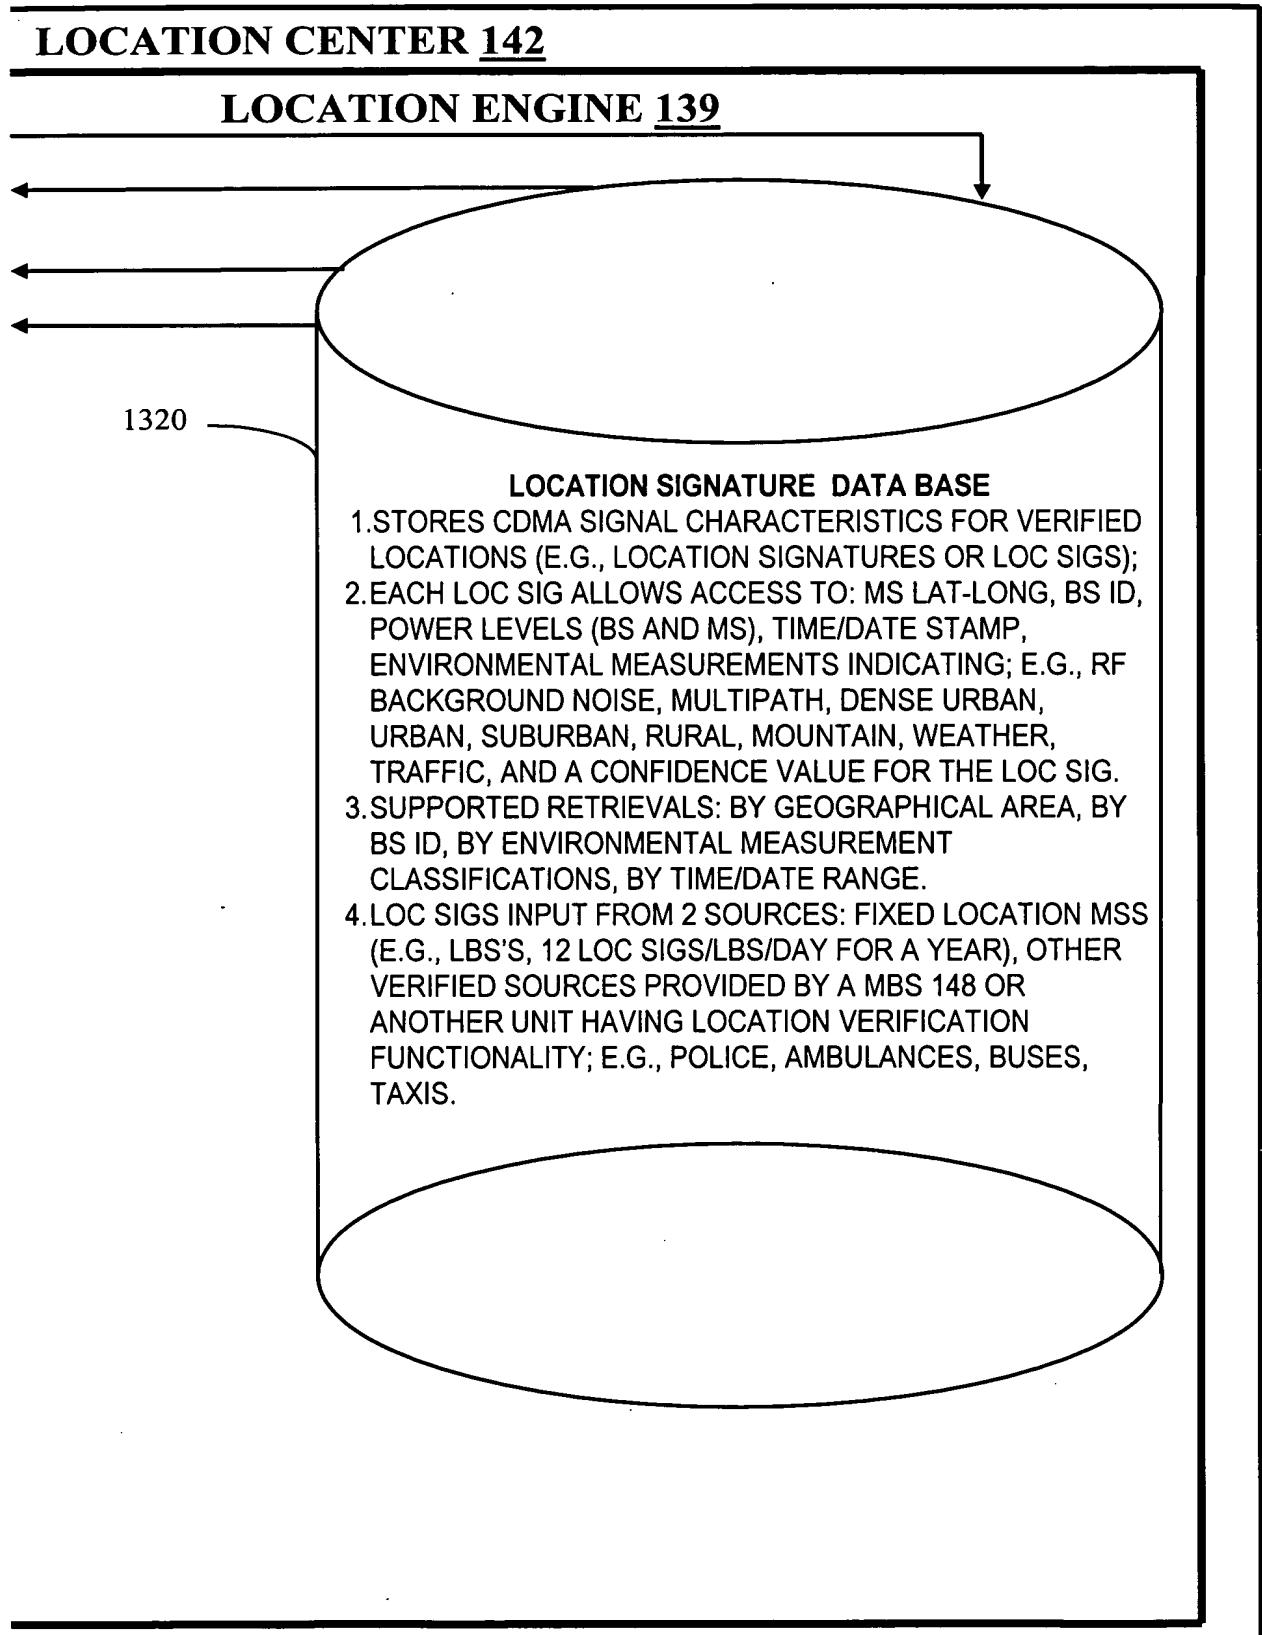 LOCATION CENTER 142
LOCATION ENGINE 139
1320
LOCATION SIGNATURE DATA BASE
1.STORES CDMA SIGNAL CHARACTERISTICS FOR VERIFIED
LOCATIONS (E.G., LOCATION SIGNATURES OR LOC SIGS);
2.EACH LOC SIG ALLOWS ACCESS TO: MS LAT-LONG, BS ID,
POWER LEVELS (BS AND MS), TIME/DATE STAMP,
ENVIRONMENTAL MEASUREMENTS INDICATING; E.G., RF
BACKGROUND NOISE, MULTIPATH, DENSE URBAN,
URBAN, SUBURBAN, RURAL, MOUNTAIN, WEATHER,
TRAFFIC, AND A CONFIDENCE VALUE FOR THE LOC SIG.
3.SUPPORTED RETRIEVALS: BY GEOGRAPHICAL AREA, BY
BS ID, BY ENVIRONMENTAL MEASUREMENT
CLASSIFICATIONS, BY TIME/DATE RANGE.
4.LOC SIGS INPUT FROM 2 SOURCES: FIXED LOCATION MSS
(E.G., LBS'S, 12 LOC SIGS/LBS/DAY FOR A YEAR), OTHER
VERIFIED SOURCES PROVIDED BY A MBS 148 OR
ANOTHER UNIT HAVING LOCATION VERIFICATION
FUNCTIONALITY; E.G., POLICE, AMBULANCES, BUSES,
TAXIS.